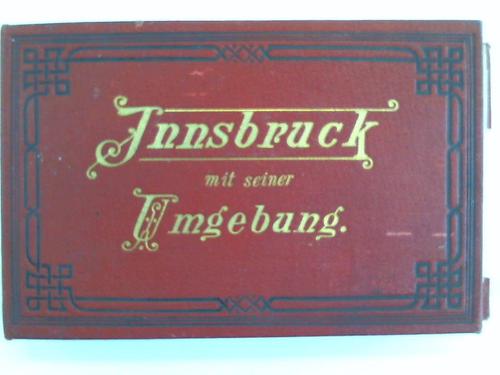 Innsbruck
mit seiner
Umgebung.